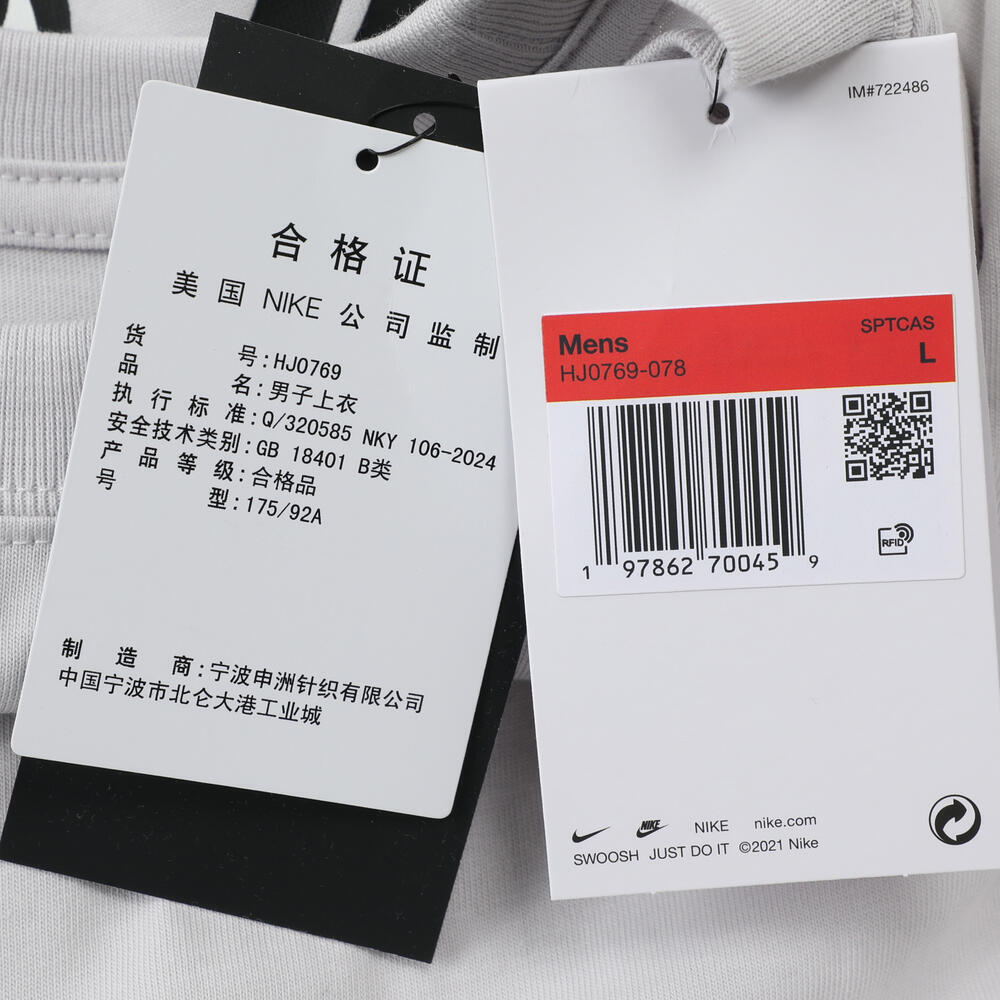 合格证
美国NIKE公司监制
货号:HJ0769
品名:男子上衣
执行标准:Q/320585 NKY 106-2024
安全技术类别:GB 18401 B类
产品等级:合格品
号型:175/92A
制造商:宁波申洲针织有限公司
中国宁波市北仑大港工业城
IM#722486
Mens SPTCAS
HJ0769-078 L
1 97862 70045 9
RFID
NIKE NIKE nike.com
SWOOSH JUST DO IT ©2021 Nike